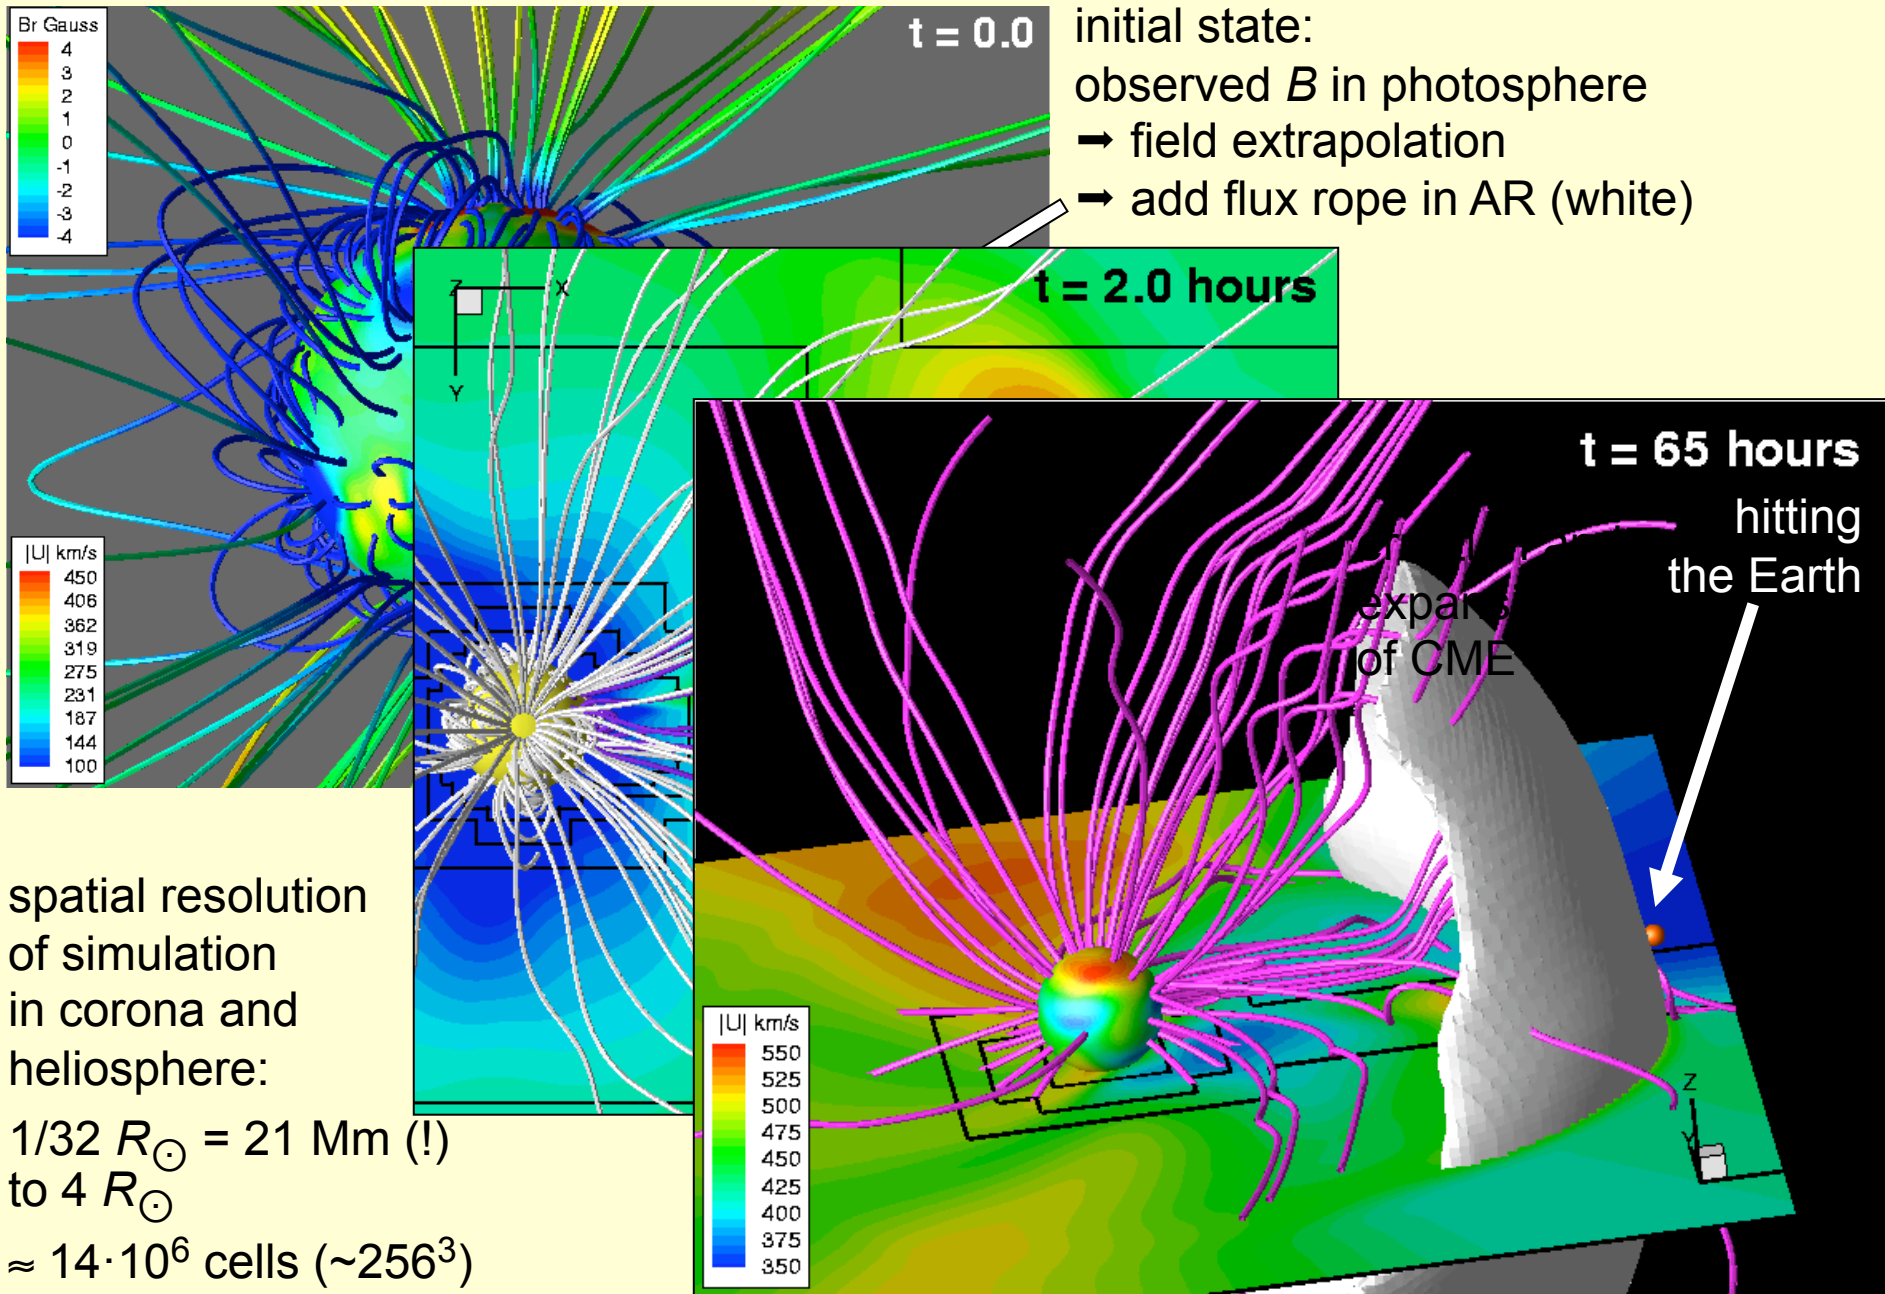 Br Gauss
4
3
2
1
0
-1
-2
-3
-4
t = 0.0
initial state:
observed B in photosphere
➞ field extrapolation
➞ add flux rope in AR (white)
|U| km/s
450
406
362
319
275
231
187
144
100
Z X
Y
t = 2.0 hours
t = 65 hours
hitting
the Earth
of CME
|U| km/s
550
525
500
475
450
425
400
375
350
Z
Y
spatial resolution
of simulation
in corona and
heliosphere:
1/32 R☉ = 21 Mm (!)
to 4 R☉
≈ 14·10⁶ cells (~256³)